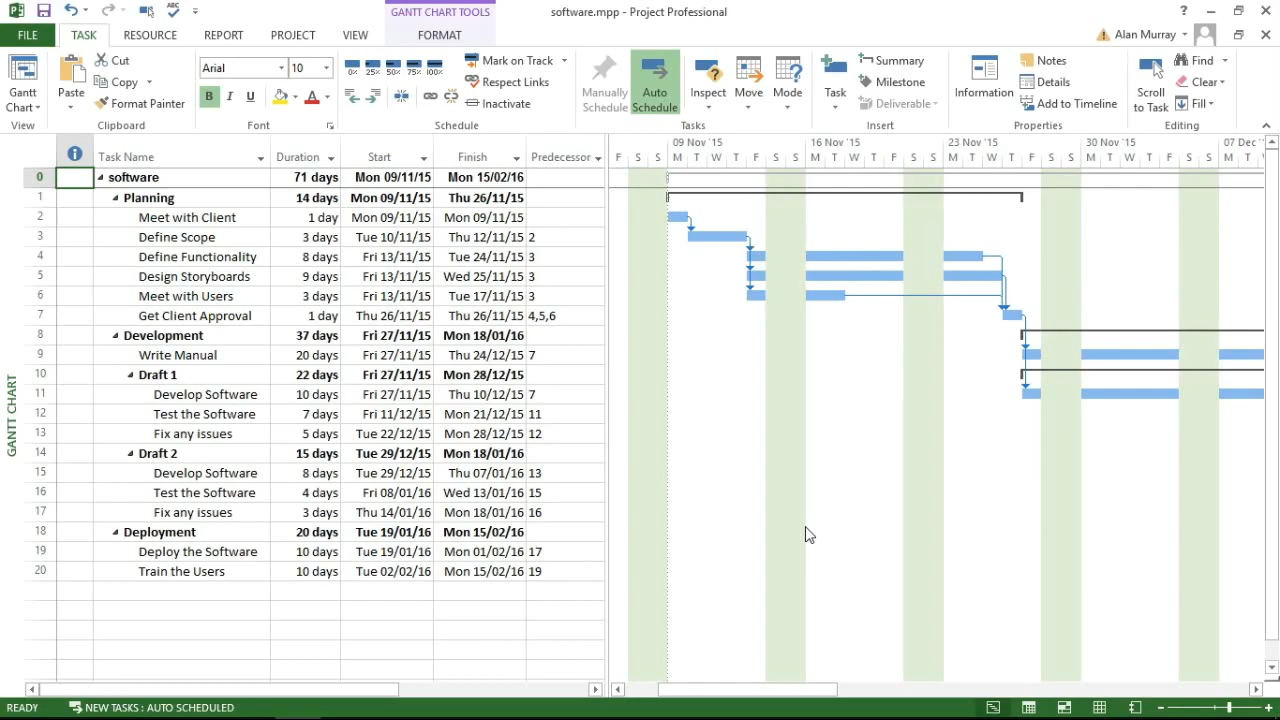 GANTT CHART TOOLS
software.mpp - Project Professional
FILE TASK RESOURCE REPORT PROJECT VIEW FORMAT
Alan Murray
Gantt Chart
View
Paste
Cut
Copy
Format Painter
Clipboard
Arial 10
B I U A
Font
0% 25% 50% 75% 100%
Mark on Track
Respect Links
Inactivate
Schedule
Manually Schedule
Auto Schedule
Inspect
Move
Mode
Tasks
Task
Summary
Milestone
Deliverable
Insert
Information
Notes
Details
Add to Timeline
Properties
Scroll to Task
Find
Clear
Fill
Editing
Task Name Duration Start Finish Predecessor
09 Nov '15 16 Nov '15 23 Nov '15 30 Nov '15 07 Dec
F S S M T W T F S S M T W T F S S M T W T F S S M T W T F S S M T W
0 software 71 days Mon 09/11/15 Mon 15/02/16
1 Planning 14 days Mon 09/11/15 Thu 26/11/15
2 Meet with Client 1 day Mon 09/11/15 Mon 09/11/15
3 Define Scope 3 days Tue 10/11/15 Thu 12/11/15 2
4 Define Functionality 8 days Fri 13/11/15 Tue 24/11/15 3
5 Design Storyboards 9 days Fri 13/11/15 Wed 25/11/15 3
6 Meet with Users 3 days Fri 13/11/15 Tue 17/11/15 3
7 Get Client Approval 1 day Thu 26/11/15 Thu 26/11/15 4,5,6
8 Development 37 days Fri 27/11/15 Mon 18/01/16
9 Write Manual 20 days Fri 27/11/15 Thu 24/12/15 7
10 Draft 1 22 days Fri 27/11/15 Mon 28/12/15
11 Develop Software 10 days Fri 27/11/15 Thu 10/12/15 7
12 Test the Software 7 days Fri 11/12/15 Mon 21/12/15 11
13 Fix any issues 5 days Tue 22/12/15 Mon 28/12/15 12
14 Draft 2 15 days Tue 29/12/15 Mon 18/01/16
15 Develop Software 8 days Tue 29/12/15 Thu 07/01/16 13
16 Test the Software 4 days Fri 08/01/16 Wed 13/01/16 15
17 Fix any issues 3 days Thu 14/01/16 Mon 18/01/16 16
18 Deployment 20 days Tue 19/01/16 Mon 15/02/16
19 Deploy the Software 10 days Tue 19/01/16 Mon 01/02/16 17
20 Train the Users 10 days Tue 02/02/16 Mon 15/02/16 19
GANTT CHART
READY NEW TASKS : AUTO SCHEDULED